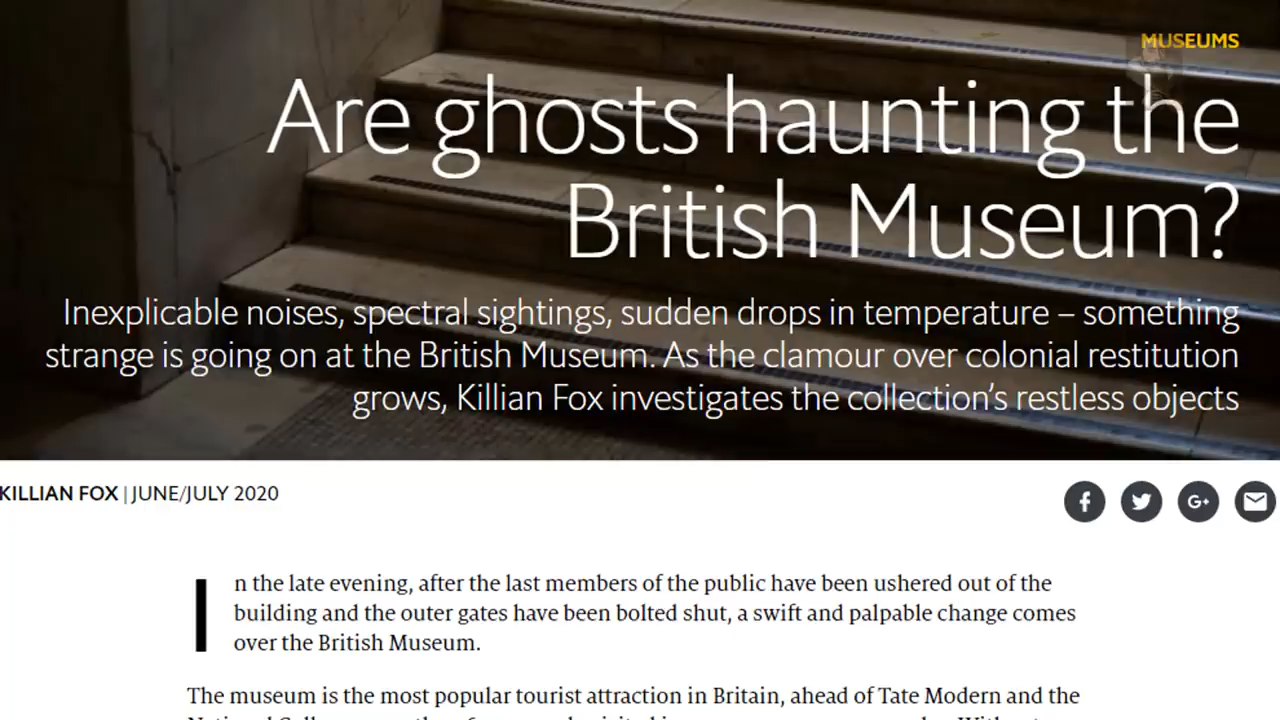 MUSEUMS
Are ghosts haunting the
British Museum?
Inexplicable noises, spectral sightings, sudden drops in temperature – something
strange is going on at the British Museum. As the clamour over colonial restitution
grows, Killian Fox investigates the collection's restless objects
KILLIAN FOX | JUNE/JULY 2020
f G+
In the late evening, after the last members of the public have been ushered out of the
building and the outer gates have been bolted shut, a swift and palpable change comes
over the British Museum.
The museum is the most popular tourist attraction in Britain, ahead of Tate Modern and the